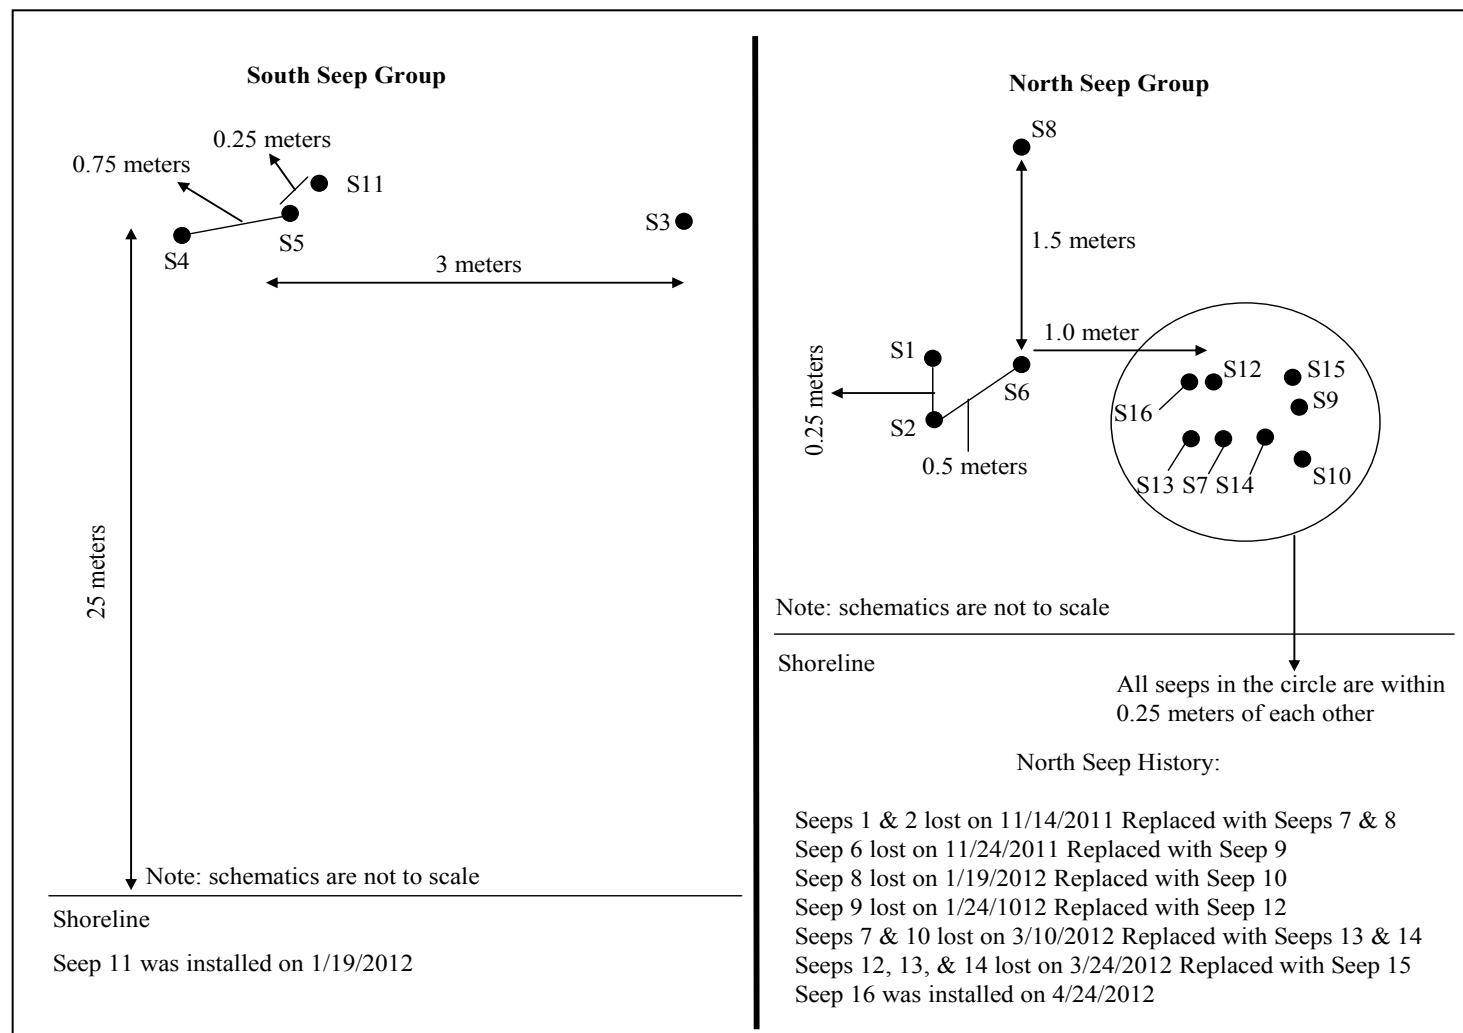 South Seep Group
0.25 meters
0.75 meters
S11
S5
S4
S3
3 meters
25 meters
Note: schematics are not to scale
Shoreline
Seep 11 was installed on 1/19/2012
North Seep Group
S8
1.5 meters
1.0 meter
S1
S6
S2
0.25 meters
0.5 meters
S12
S15
S16
S9
S13
S7
S14
S10
Note: schematics are not to scale
Shoreline
All seeps in the circle are within
0.25 meters of each other
North Seep History:
Seeps 1 & 2 lost on 11/14/2011 Replaced with Seeps 7 & 8
Seep 6 lost on 11/24/2011 Replaced with Seep 9
Seep 8 lost on 1/19/2012 Replaced with Seep 10
Seep 9 lost on 1/24/1012 Replaced with Seep 12
Seeps 7 & 10 lost on 3/10/2012 Replaced with Seeps 13 & 14
Seeps 12, 13, & 14 lost on 3/24/2012 Replaced with Seep 15
Seep 16 was installed on 4/24/2012